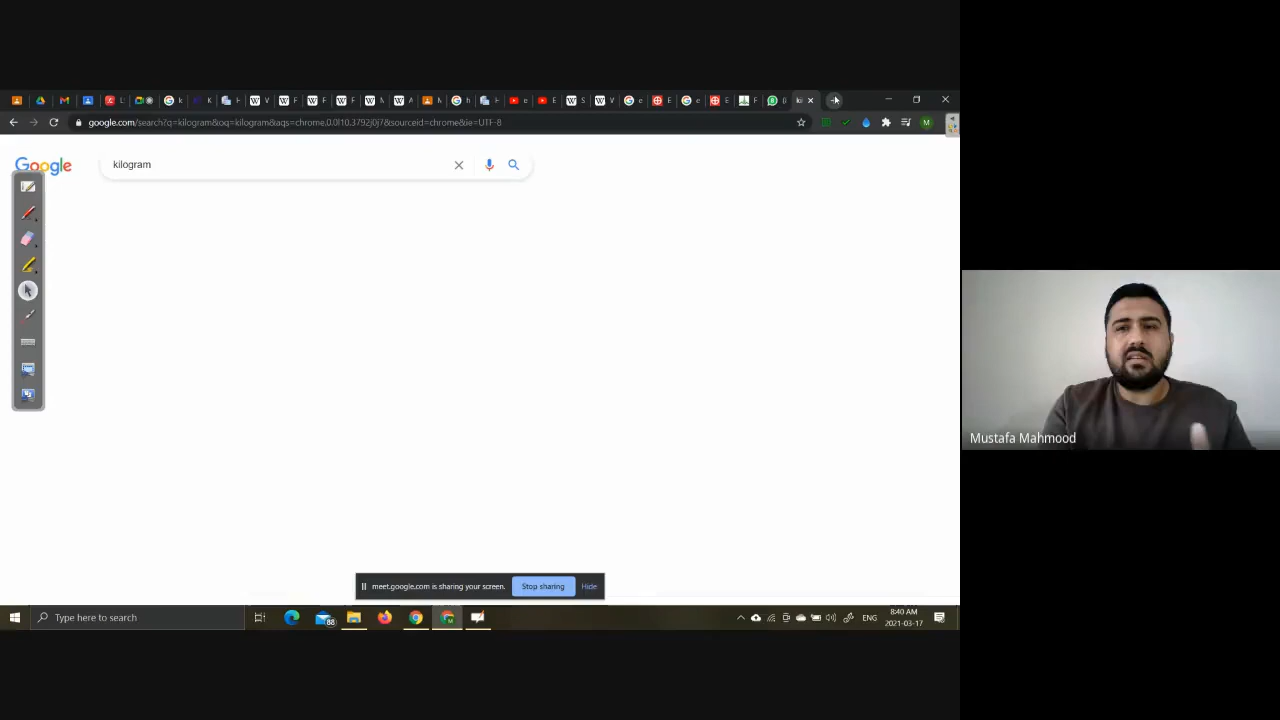 google.com/search?q=kilogram&oq=kilogram&aqs=chrome.0.0l10.3792j0j7&sourceid=chrome&ie=UTF-8
M
Google
kilogram
Mustafa Mahmood
meet.google.com is sharing your screen.
Stop sharing
Hide
Type here to search
88
ENG
8:40 AM
2021-03-17